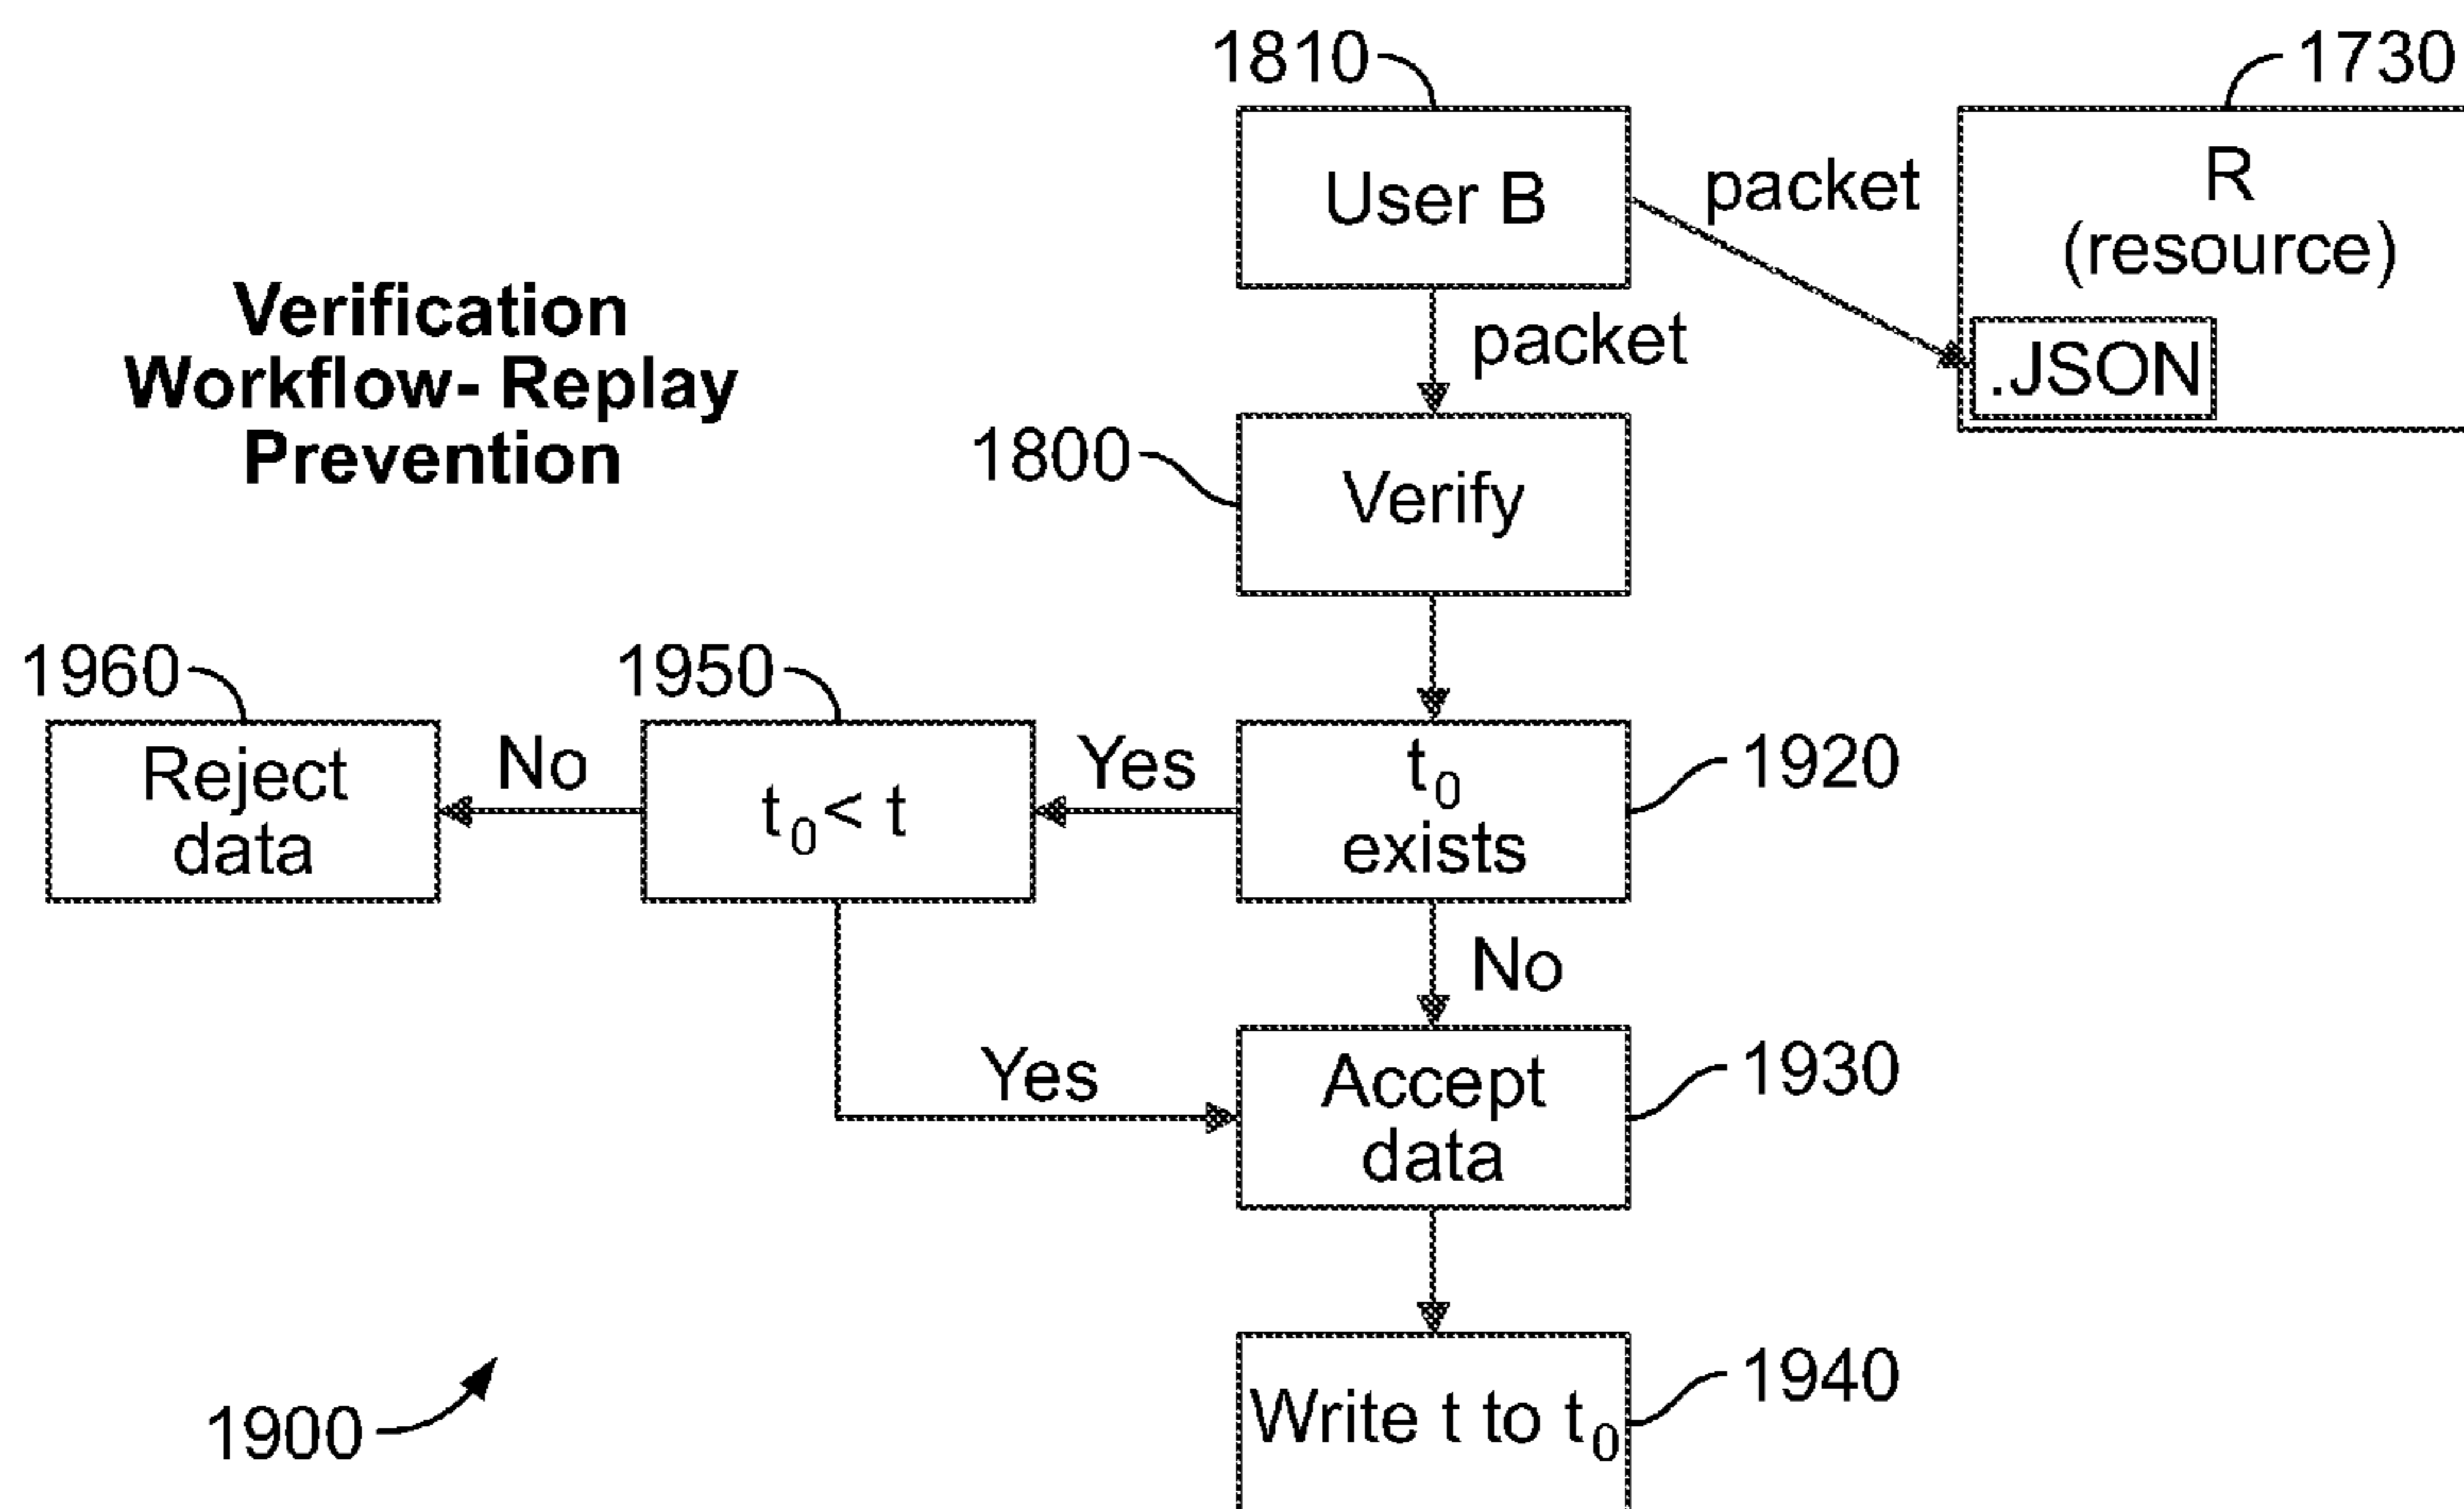 1810
1730
User B
packet
R
(resource)
.JSON
packet
Verification
Workflow- Replay
Prevention
1800
Verify
1960
1950
1920
Reject
data
No
t₀< t
Yes
t₀
exists
No
Yes
Accept
data
1930
Write t to t₀
1940
1900